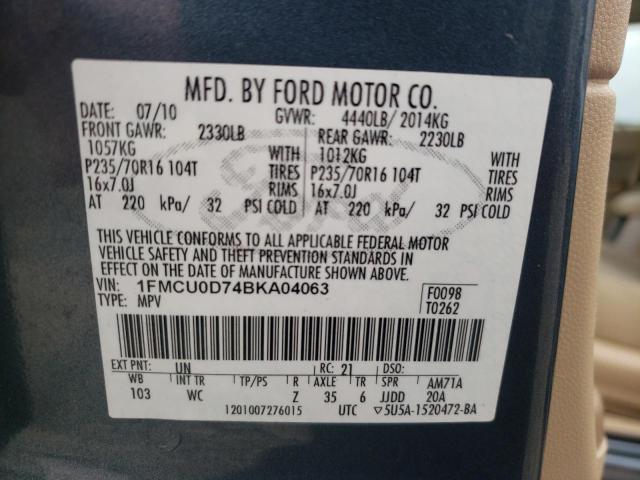 MFD. BY FORD MOTOR CO.
DATE: 07/10 GVWR: 4440LB/ 2014KG
FRONT GAWR: 2330LB REAR GAWR: 2230LB
1057KG 1012KG
P235/70R16 104T TIRES P235/70R16 104T TIRES
16x7.0J RIMS 16x7.0J RIMS
AT 220 kPa/ 32 PSI COLD AT 220 kPa/ 32 PSI COLD
Ford
THIS VEHICLE CONFORMS TO ALL APPLICABLE FEDERAL MOTOR
VEHICLE SAFETY AND THEFT PREVENTION STANDARDS IN
EFFECT ON THE DATE OF MANUFACTURE SHOWN ABOVE.
VIN: 1FMCU0D74BKA04063
TYPE: MPV
F0098
T0262
EXT PNT: UN RC: 21 DSO:
WB INT TR TP/PS R AXLE TR SPR AM71A
103 WC Z 35 6 JJDD 20A
1201007276015 UTC ▽5U5A-1520472-BA